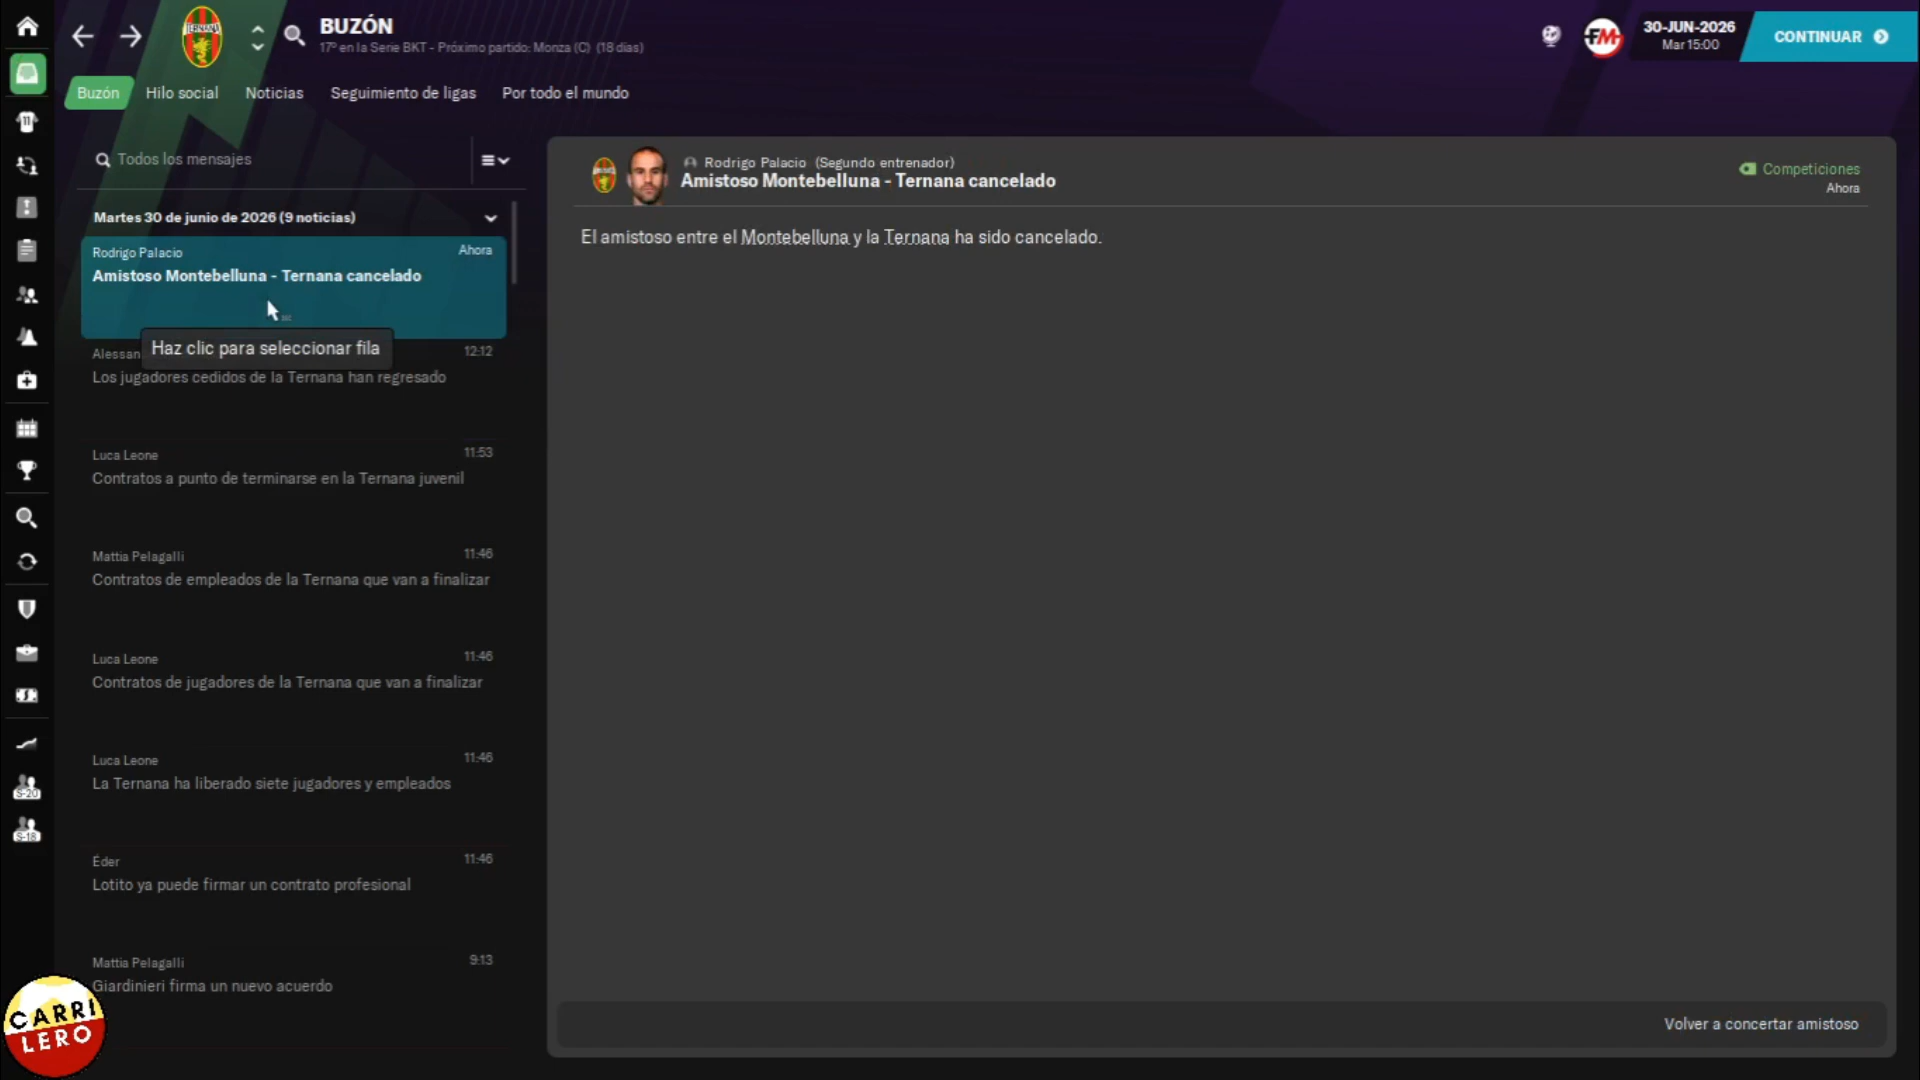 BUZÓN
17º en la Serie BKT - Próximo partido: Monza (C) (18 días)
FM
30-JUN-2026
Mar 15:00
CONTINUAR
TERNANA
Buzón
Hilo social
Noticias
Seguimiento de ligas
Por todo el mundo
Todos los mensajes
Martes 30 de junio de 2026 (9 noticias)
Rodrigo Palacio
Ahora
Amistoso Montebelluna - Ternana cancelado
Haz clic para seleccionar fila
Alessan
12:12
Los jugadores cedidos de la Ternana han regresado
Luca Leone
11:53
Contratos a punto de terminarse en la Ternana juvenil
Mattia Pelagalli
11:46
Contratos de empleados de la Ternana que van a finalizar
Luca Leone
11:46
Contratos de jugadores de la Ternana que van a finalizar
Luca Leone
11:46
La Ternana ha liberado siete jugadores y empleados
Éder
11:46
Lotito ya puede firmar un contrato profesional
Mattia Pelagalli
9:13
Giardinieri firma un nuevo acuerdo
Rodrigo Palacio (Segundo entrenador)
Amistoso Montebelluna - Ternana cancelado
Competiciones
Ahora
El amistoso entre el Montebelluna y la Ternana ha sido cancelado.
Volver a concertar amistoso
11
S-20
S-18
CARRI
LERO